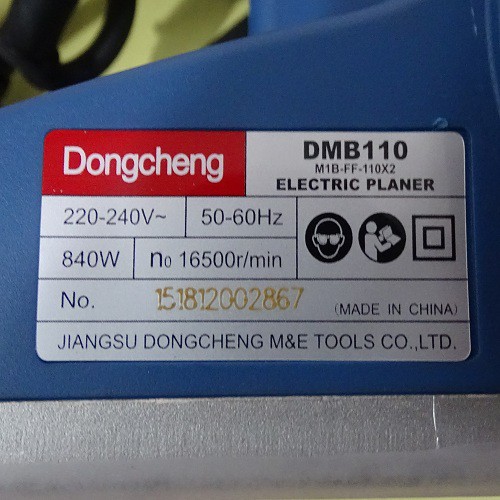 Dongcheng
DMB110
M1B-FF-110X2
ELECTRIC PLANER
220-240V~ 50-60Hz
840W n₀ 16500r/min
No. 151812002867
(MADE IN CHINA)
JIANGSU DONGCHENG M&E TOOLS CO.,LTD.